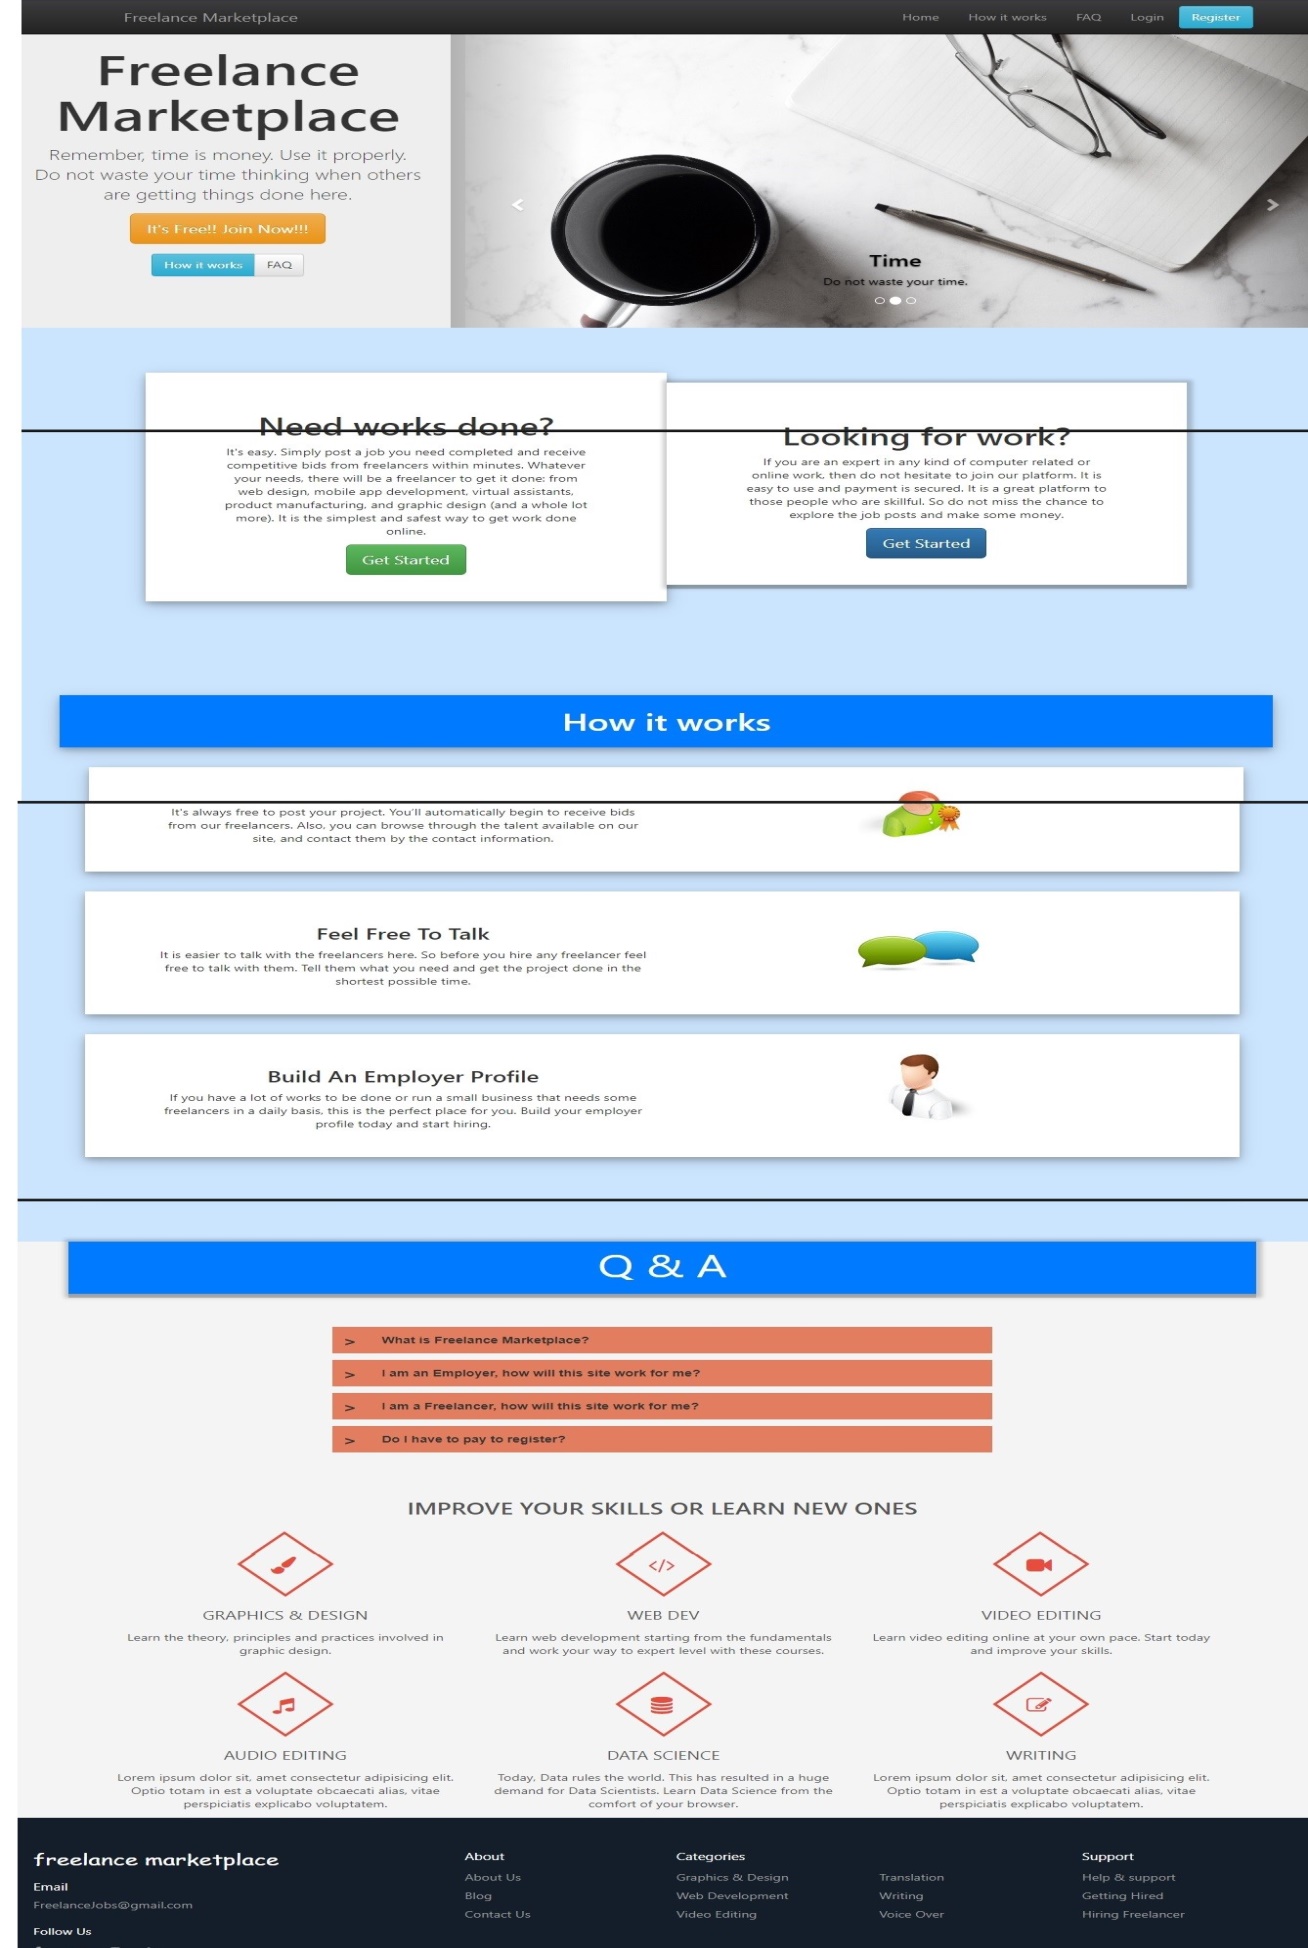 Freelance Marketplace
Home
How it works
FAQ
Login
Register
Freelance
Marketplace
Remember, time is money. Use it properly.
Do not waste your time thinking when others
are getting things done here.
It's Free!! Join Now!!!
How it works
FAQ
Time
Do not waste your time.
Need works done?
It's easy. Simply post a job you need completed and receive
competitive bids from freelancers within minutes. Whatever
your needs, there will be a freelancer to get it done: from
web design, mobile app development, virtual assistants,
product manufacturing, and graphic design (and a whole lot
more). It is the simplest and safest way to get work done
online.
Get Started
Looking for work?
If you are an expert in any kind of computer related or
online work, then do not hesitate to join our platform. It is
easy to use and payment is secured. It is a great platform to
those people who are skillful. So do not miss the chance to
explore the job posts and make some money.
Get Started
How it works
It's always free to post your project. You'll automatically begin to receive bids
from our freelancers. Also, you can browse through the talent available on our
site, and contact them by the contact information.
Feel Free To Talk
It is easier to talk with the freelancers here. So before you hire any freelancer feel
free to talk with them. Tell them what you need and get the project done in the
shortest possible time.
Build An Employer Profile
If you have a lot of works to be done or run a small business that needs some
freelancers in a daily basis, this is the perfect place for you. Build your employer
profile today and start hiring.
Q & A
> What is Freelance Marketplace?
> I am an Employer, how will this site work for me?
> I am a Freelancer, how will this site work for me?
> Do I have to pay to register?
IMPROVE YOUR SKILLS OR LEARN NEW ONES
</>
GRAPHICS & DESIGN
Learn the theory, principles and practices involved in
graphic design.
WEB DEV
Learn web development starting from the fundamentals
and work your way to expert level with these courses.
VIDEO EDITING
Learn video editing online at your own pace. Start today
and improve your skills.
AUDIO EDITING
Lorem ipsum dolor sit, amet consectetur adipisicing elit.
Optio totam in est a voluptate obcaecati alias, vitae
perspiciatis explicabo voluptatem.
DATA SCIENCE
Today, Data rules the world. This has resulted in a huge
demand for Data Scientists. Learn Data Science from the
comfort of your browser.
WRITING
Lorem ipsum dolor sit, amet consectetur adipisicing elit.
Optio totam in est a voluptate obcaecati alias, vitae
perspiciatis explicabo voluptatem.
freelance marketplace
Email
FreelanceJobs@gmail.com
Follow Us
About
About Us
Blog
Contact Us
Categories
Graphics & Design
Web Development
Video Editing
Translation
Writing
Voice Over
Support
Help & support
Getting Hired
Hiring Freelancer